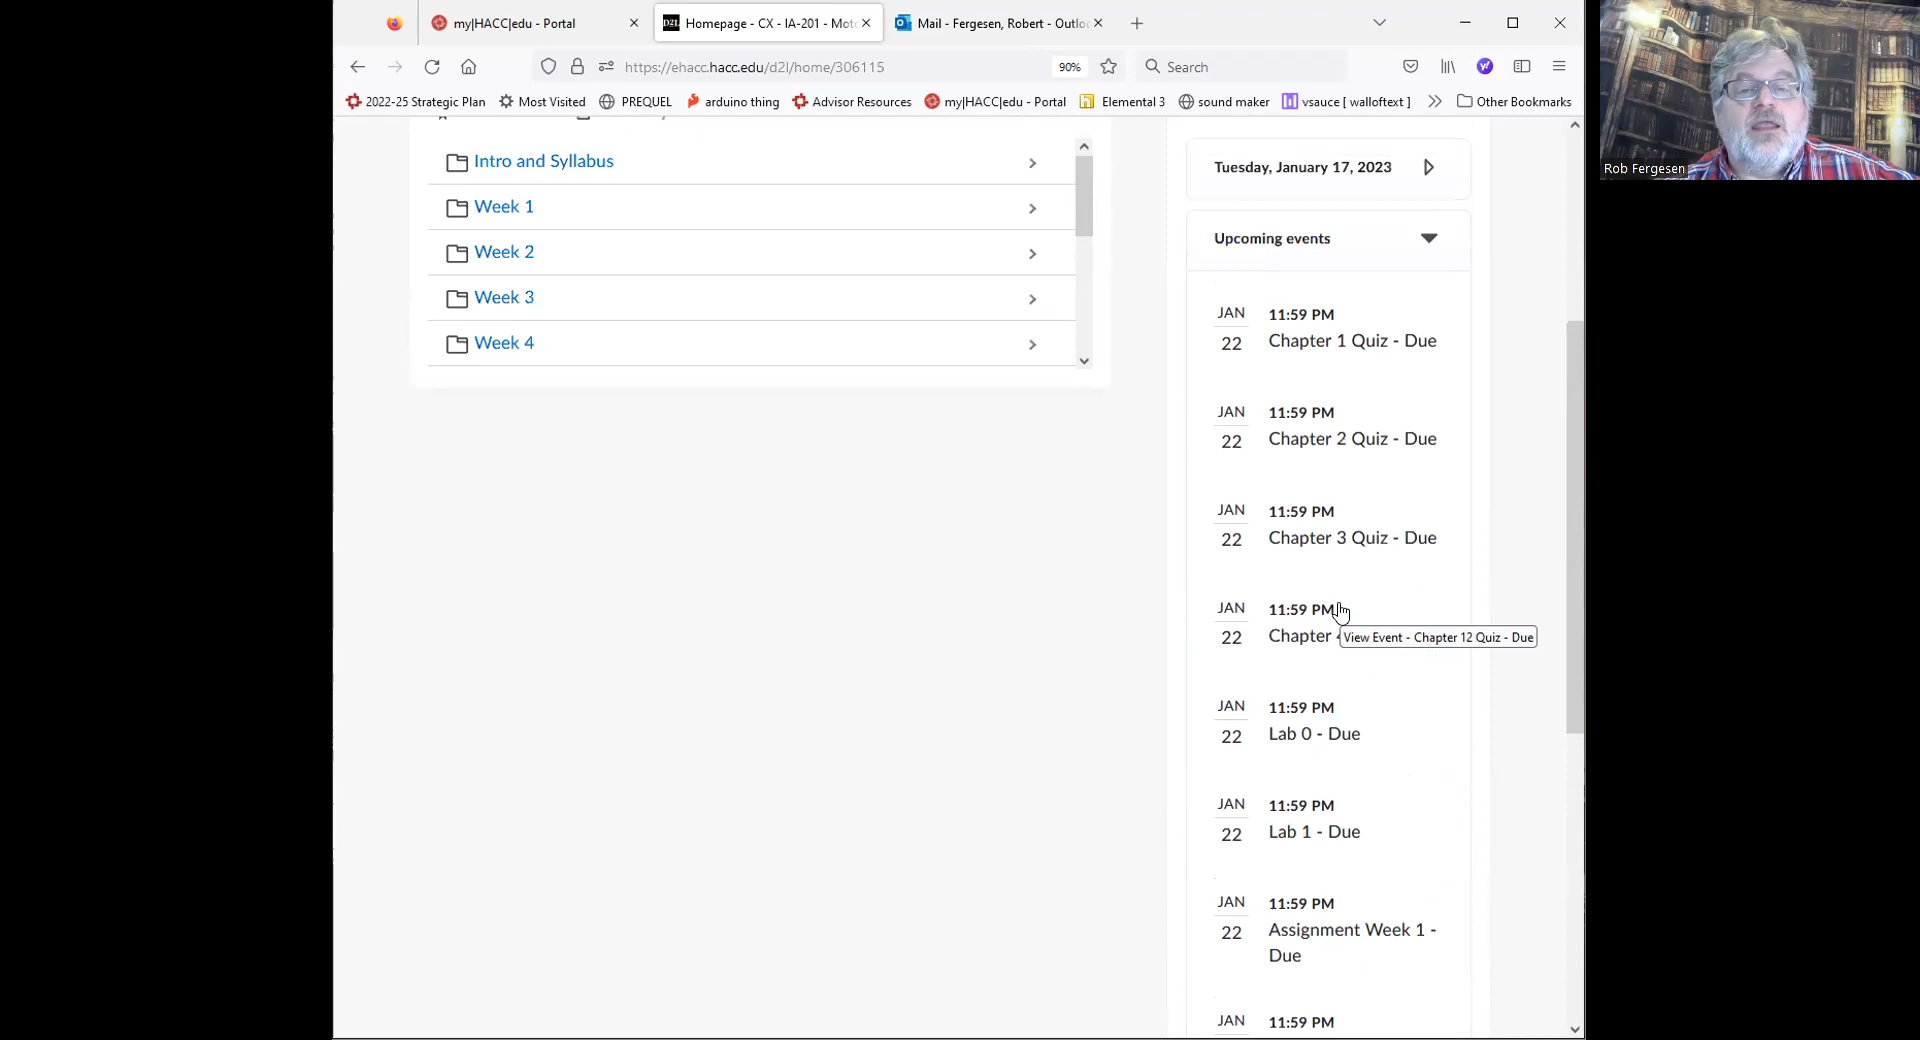 my|HACC|edu - Portal
D2L Homepage - CX - IA-201 - Mot
Mail - Fergesen, Robert - Outlo
https://ehacc.hacc.edu/d2l/home/306115
90%
Search
2022-25 Strategic Plan
Most Visited
PREQUEL
arduino thing
Advisor Resources
my|HACC|edu - Portal
Elemental 3
sound maker
vsauce [ walloftext ]
Other Bookmarks
Rob Fergesen
Intro and Syllabus
Week 1
Week 2
Week 3
Week 4
Tuesday, January 17, 2023
Upcoming events
JAN 11:59 PM
22 Chapter 1 Quiz - Due
JAN 11:59 PM
22 Chapter 2 Quiz - Due
JAN 11:59 PM
22 Chapter 3 Quiz - Due
JAN 11:59 PM
22 Chapter
View Event - Chapter 12 Quiz - Due
JAN 11:59 PM
22 Lab 0 - Due
JAN 11:59 PM
22 Lab 1 - Due
JAN 11:59 PM
22 Assignment Week 1 -
Due
JAN 11:59 PM